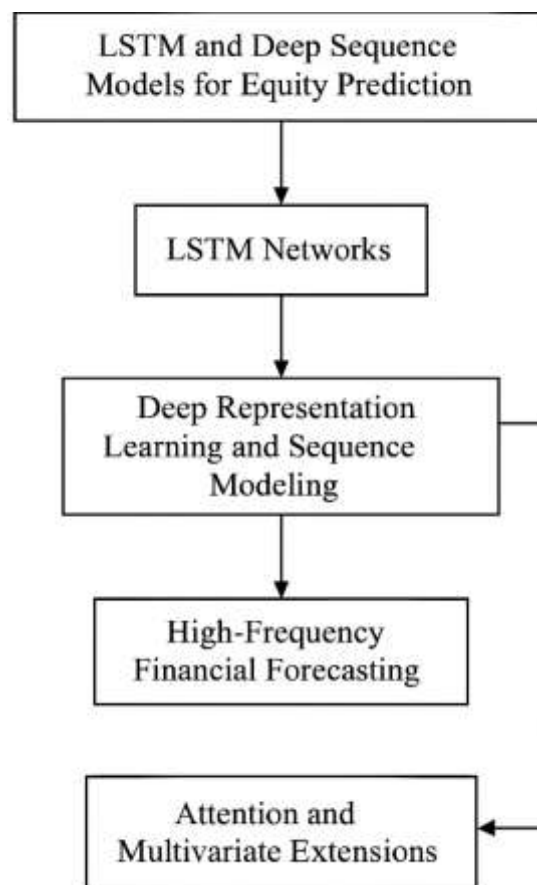 LSTM and Deep Sequence
Models for Equity Prediction
LSTM Networks
Deep Representation
Learning and Sequence
Modeling
High-Frequency
Financial Forecasting
Attention and
Multivariate Extensions